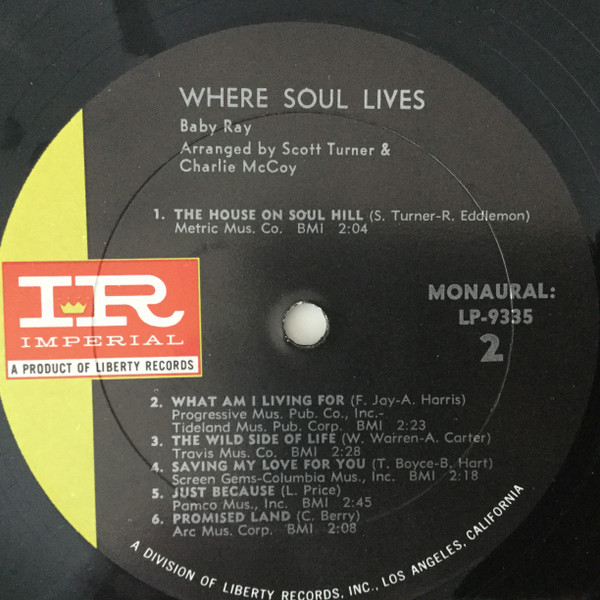 WHERE SOUL LIVES
Baby Ray
Arranged by Scott Turner &
Charlie McCoy
1. THE HOUSE ON SOUL HILL (S. Turner-R. Eddlemon)
Metric Mus. Co. BMI 2:04
IR
IMPERIAL
A PRODUCT OF LIBERTY RECORDS
MONAURAL:
LP-9335
2
2. WHAT AM I LIVING FOR (F. Jay-A. Harris)
Progressive Mus. Pub. Co., Inc.-
Tideland Mus. Pub. Corp. BMI 2:23
3. THE WILD SIDE OF LIFE (W. Warren-A. Carter)
Travis Mus. Co. BMI 2:28
4. SAVING MY LOVE FOR YOU (T. Boyce-B. Hart)
Screen Gems-Columbia Mus., Inc. BMI 2:18
5. JUST BECAUSE (L. Price)
Pamco Mus., Inc. BMI 2:45
6. PROMISED LAND (C. Berry)
Arc Mus. Corp. BMI 2:08
A DIVISION OF LIBERTY RECORDS, INC., LOS ANGELES, CALIFORNIA